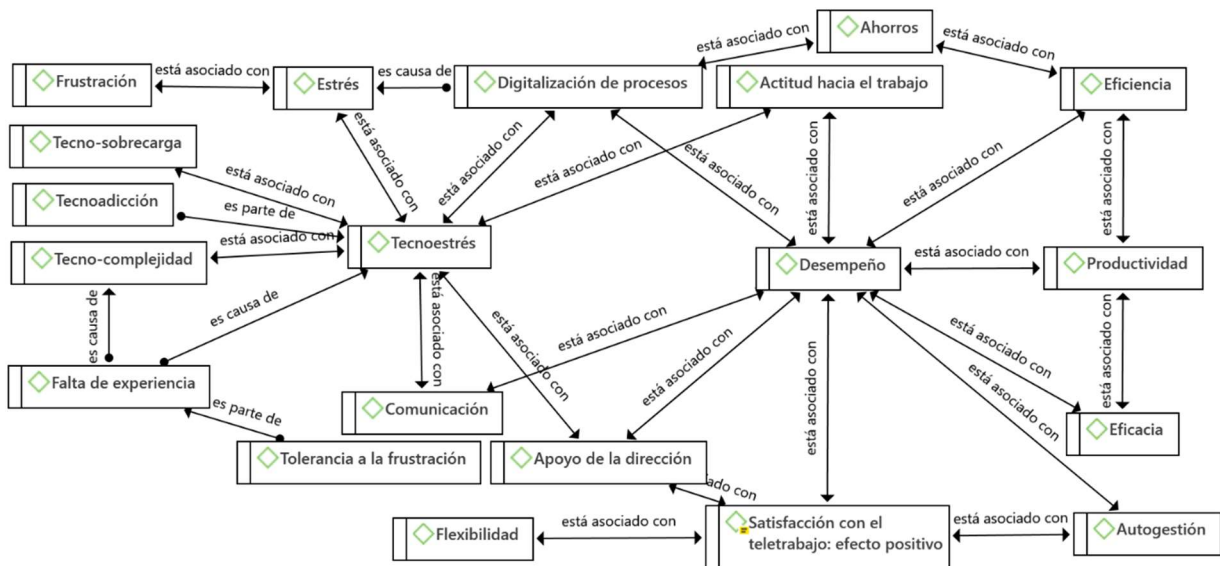 Ahorros
está asociado con
está asociado con
Frustración
está asociado con
Estrés
es causa de
Digitalización de procesos
Actitud hacia el trabajo
Eficiencia
Tecno-sobrecarga
está asociado con
está asociado con
está asociado con
está asociado con
está asociado con
está asociado con
está asociado con
está asociado con
Tecnoadicción
es parte de
Tecno-complejidad
está asociado con
Tecnoestrés
Desempeño
está asociado con
Productividad
es causa de
es causa de
está asociado con
está asociado con
está asociado con
está asociado con
está asociado con
está asociado con
está asociado con
está asociado con
Falta de experiencia
es parte de
Comunicación
Eficacia
Tolerancia a la frustración
Apoyo de la dirección
con
Flexibilidad
está asociado con
Satisfacción con el
teletrabajo: efecto positivo
está asociado con
Autogestión